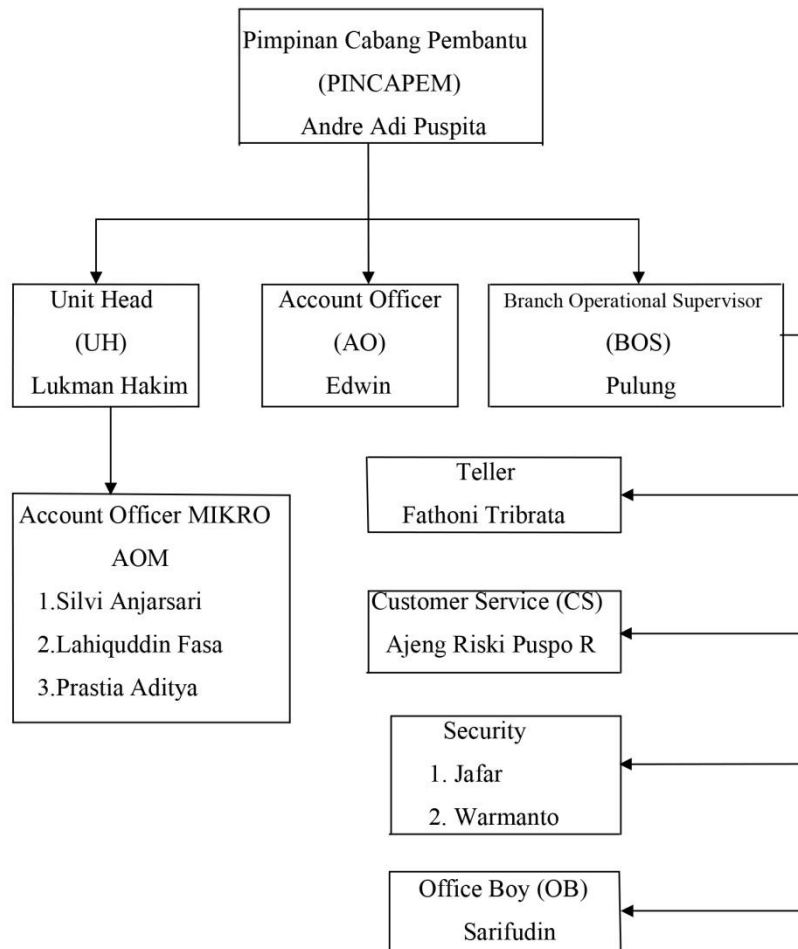 Pimpinan Cabang Pembantu
(PINCAPEM)
Andre Adi Puspita
Unit Head
(UH)
Lukman Hakim
Account Officer
(AO)
Edwin
Branch Operational Supervisor
(BOS)
Pulung
Account Officer MIKRO
AOM
1.Silvi Anjarsari
2.Lahiquddin Fasa
3.Prastia Aditya
Teller
Fathoni Tribrata
Customer Service (CS)
Ajeng Riski Puspo R
Security
1. Jafar
2. Warmanto
Office Boy (OB)
Sarifudin